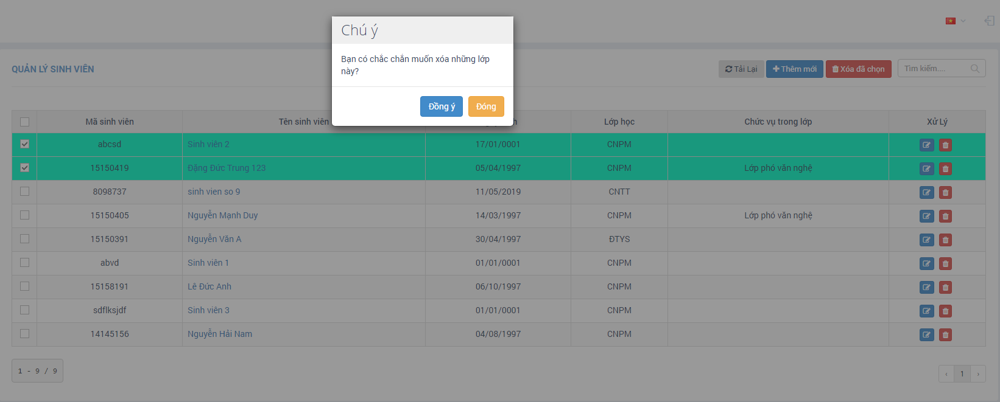 Chú ý
Bạn có chắc chắn muốn xóa những lớp
này?
Đồng ý Đóng
QUẢN LÝ SINH VIÊN Tải Lại Thêm mới Xóa đã chọn Tìm kiếm....
Mã sinh viên Tên sinh viên Lớp học Chức vụ trong lớp Xử Lý
abcsd Sinh viên 2 17/01/0001 CNPM
15150419 Đặng Đức Trung 123 05/04/1997 CNPM Lớp phó văn nghệ
8098737 sinh vien so 9 11/05/2019 CNTT
15150405 Nguyễn Mạnh Duy 14/03/1997 CNPM Lớp phó văn nghệ
15150391 Nguyễn Văn A 30/04/1997 ĐTYS
abvd Sinh viên 1 01/01/0001 CNPM
15158191 Lê Đức Anh 06/10/1997 CNPM
sdflksjdf Sinh viên 3 01/01/0001 CNPM
14145156 Nguyễn Hải Nam 04/08/1997 CNPM
1 - 9 / 9 ‹ 1 ›